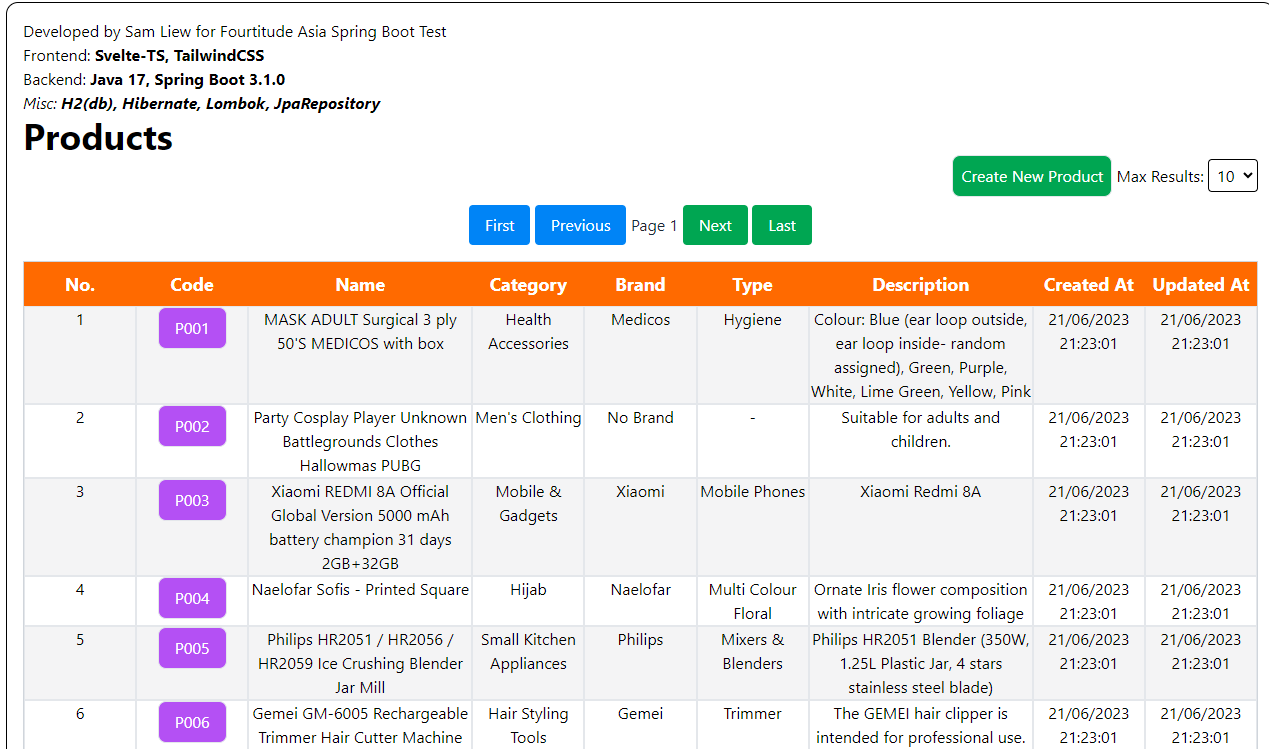 Developed by Sam Liew for Fourtitude Asia Spring Boot Test
Frontend: Svelte-TS, TailwindCSS
Backend: Java 17, Spring Boot 3.1.0
Misc: H2(db), Hibernate, Lombok, JpaRepository
Products
Create New Product Max Results: 10
First Previous Page 1 Next Last
No. Code Name Category Brand Type Description Created At Updated At
1 P001 MASK ADULT Surgical 3 ply Health Medicos Hygiene Colour: Blue (ear loop outside, 21/06/2023 21/06/2023
50'S MEDICOS with box Accessories ear loop inside- random 21:23:01 21:23:01
assigned), Green, Purple,
White, Lime Green, Yellow, Pink
2 P002 Party Cosplay Player Unknown Men's Clothing No Brand - Suitable for adults and 21/06/2023 21/06/2023
Battlegrounds Clothes children. 21:23:01 21:23:01
Hallowmas PUBG
3 P003 Xiaomi REDMI 8A Official Mobile & Xiaomi Mobile Phones Xiaomi Redmi 8A 21/06/2023 21/06/2023
Global Version 5000 mAh Gadgets 21:23:01 21:23:01
battery champion 31 days
2GB+32GB
4 P004 Naelofar Sofis - Printed Square Hijab Naelofar Multi Colour Ornate Iris flower composition 21/06/2023 21/06/2023
Floral with intricate growing foliage 21:23:01 21:23:01
5 P005 Philips HR2051 / HR2056 / Small Kitchen Philips Mixers & Philips HR2051 Blender (350W, 21/06/2023 21/06/2023
HR2059 Ice Crushing Blender Appliances Blenders 1.25L Plastic Jar, 4 stars 21:23:01 21:23:01
Jar Mill stainless steel blade)
6 P006 Gemei GM-6005 Rechargeable Hair Styling Gemei Trimmer The GEMEI hair clipper is 21/06/2023 21/06/2023
Trimmer Hair Cutter Machine Tools intended for professional use. 21:23:01 21:23:01